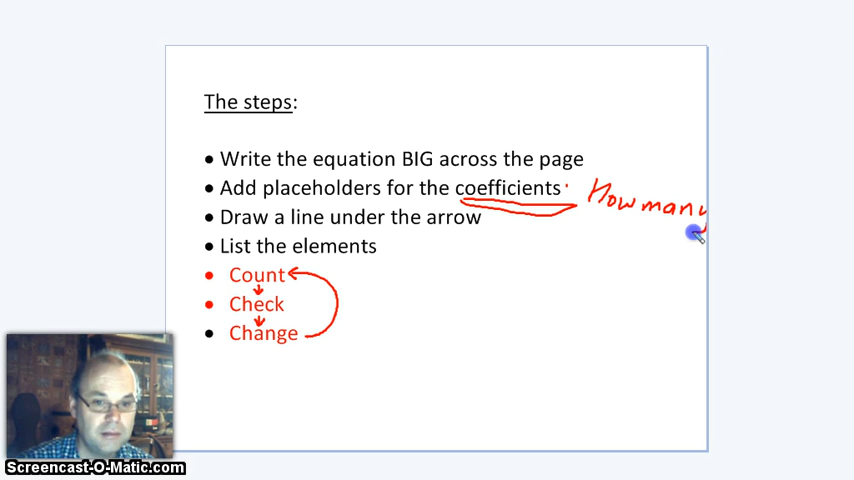 The steps:
• Write the equation BIG across the page
• Add placeholders for the coefficients
How many
• Draw a line under the arrow
• List the elements
• Count
• Check
• Change
Screencast-O-Matic.com